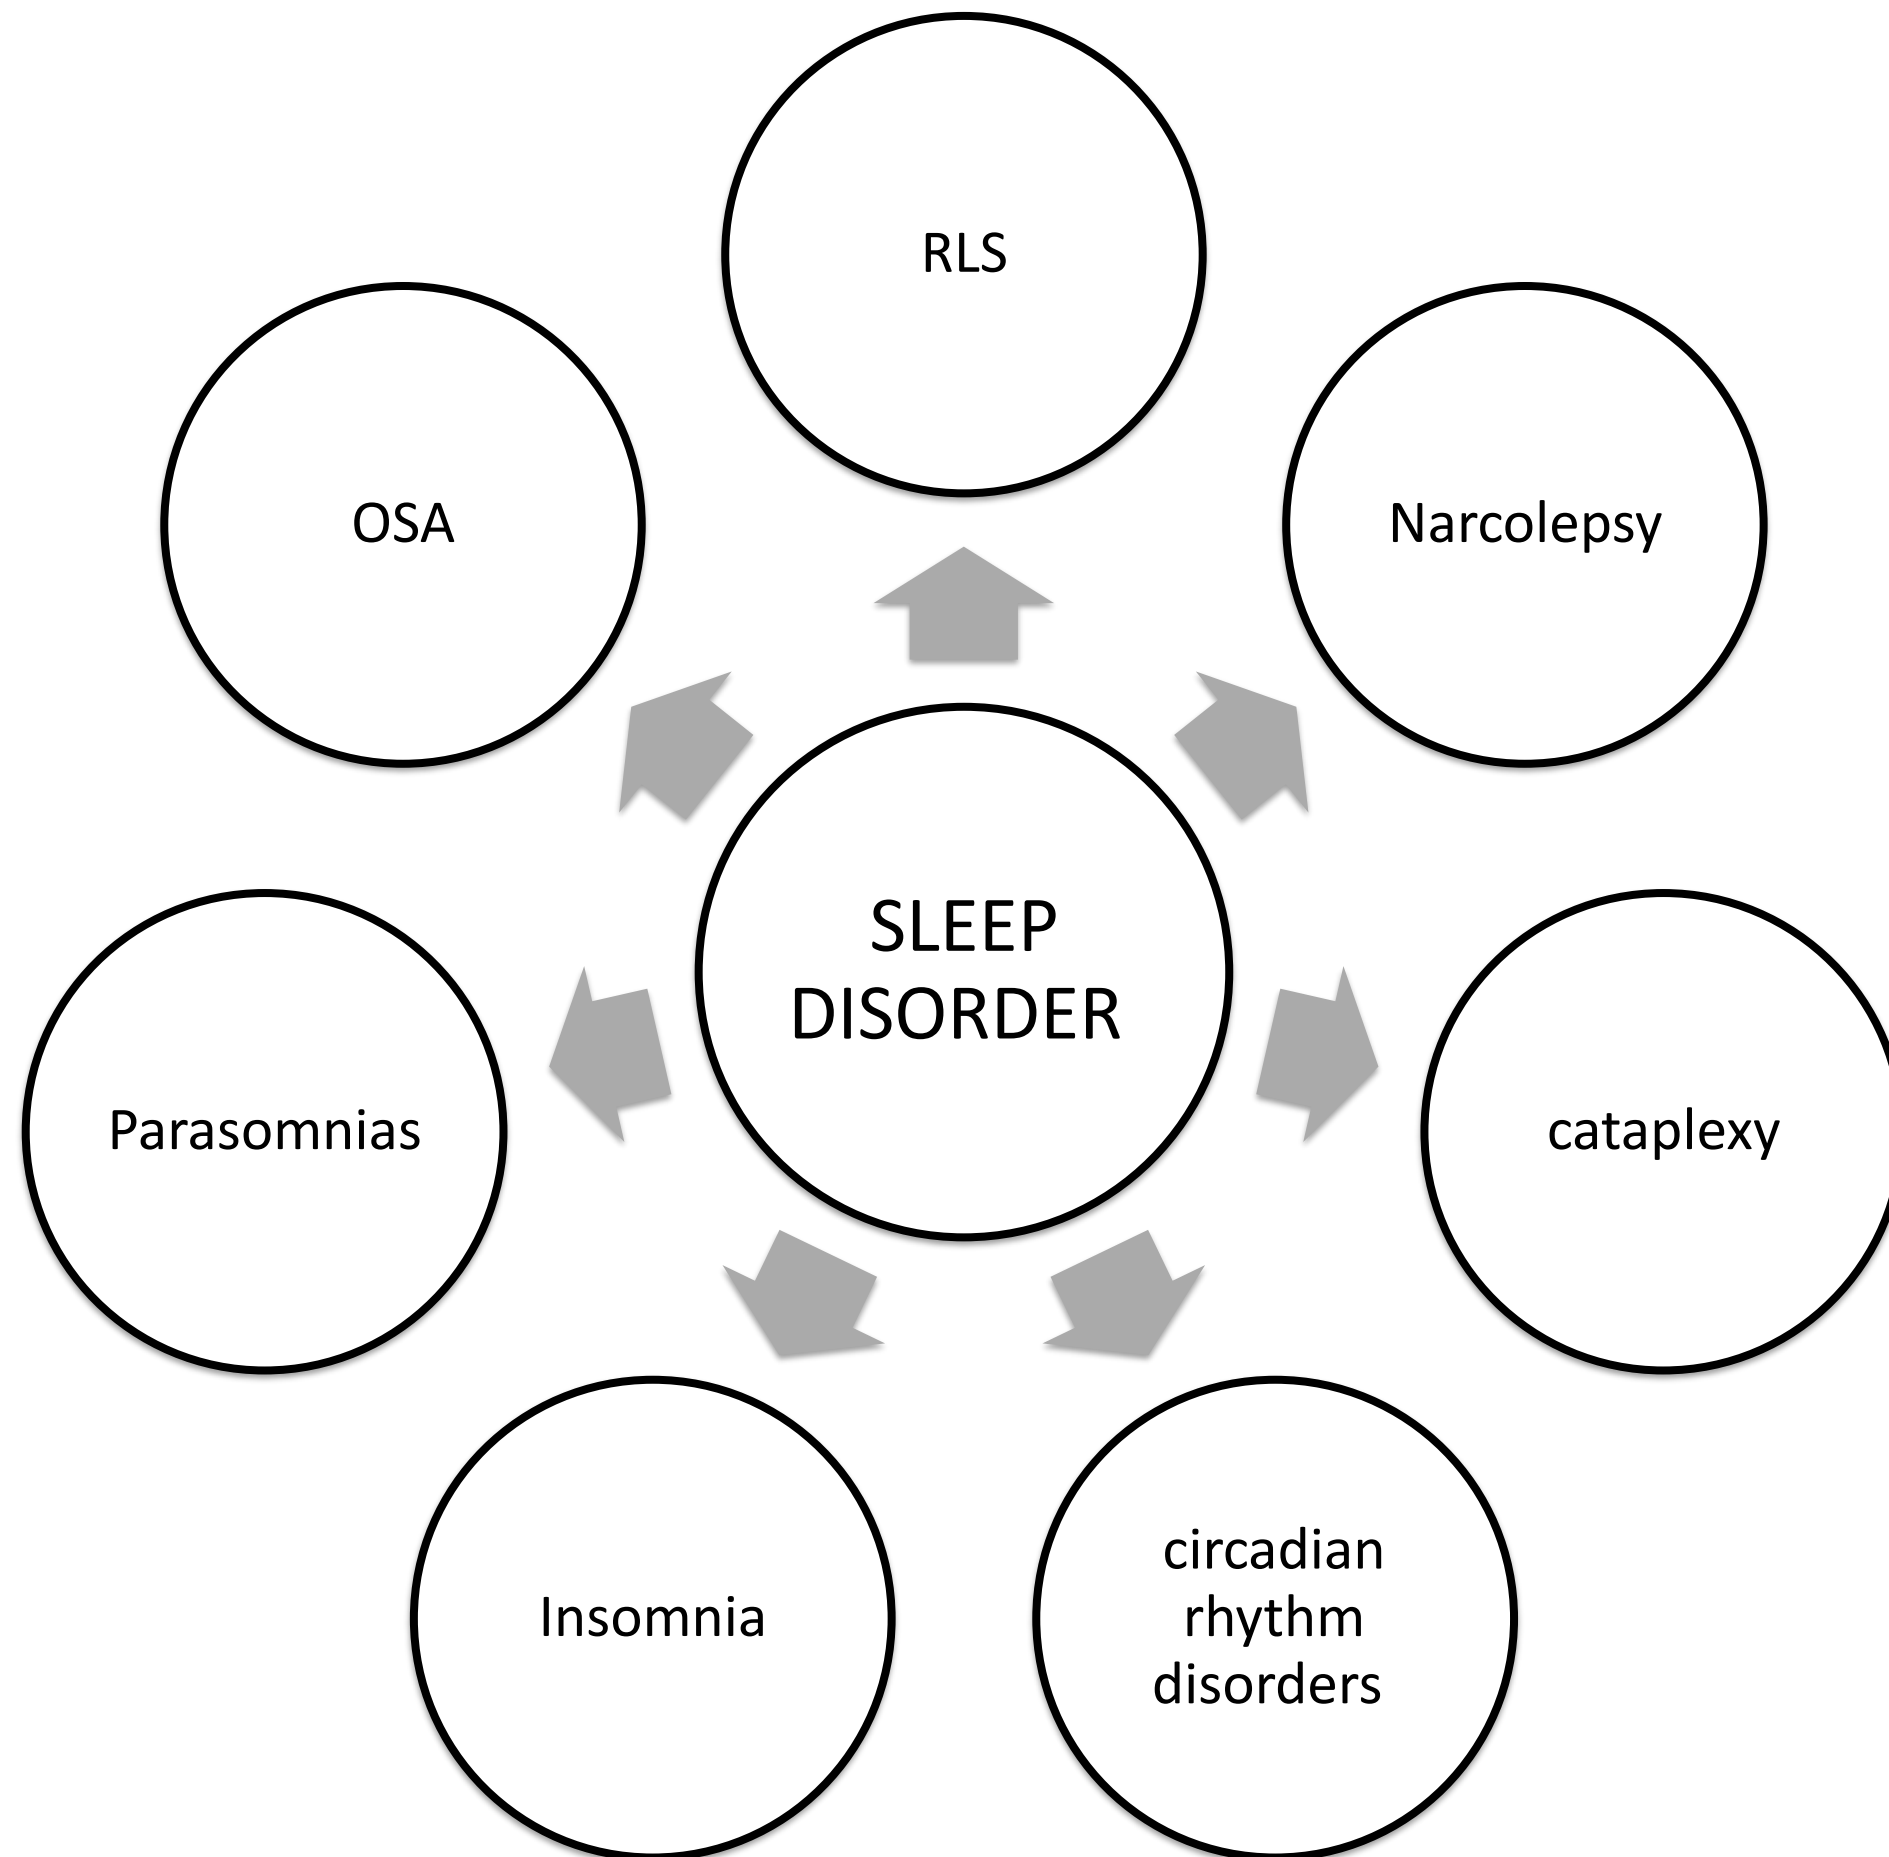 RLS
OSA
Narcolepsy
SLEEP
DISORDER
Parasomnias
cataplexy
Insomnia
circadian
rhythm
disorders